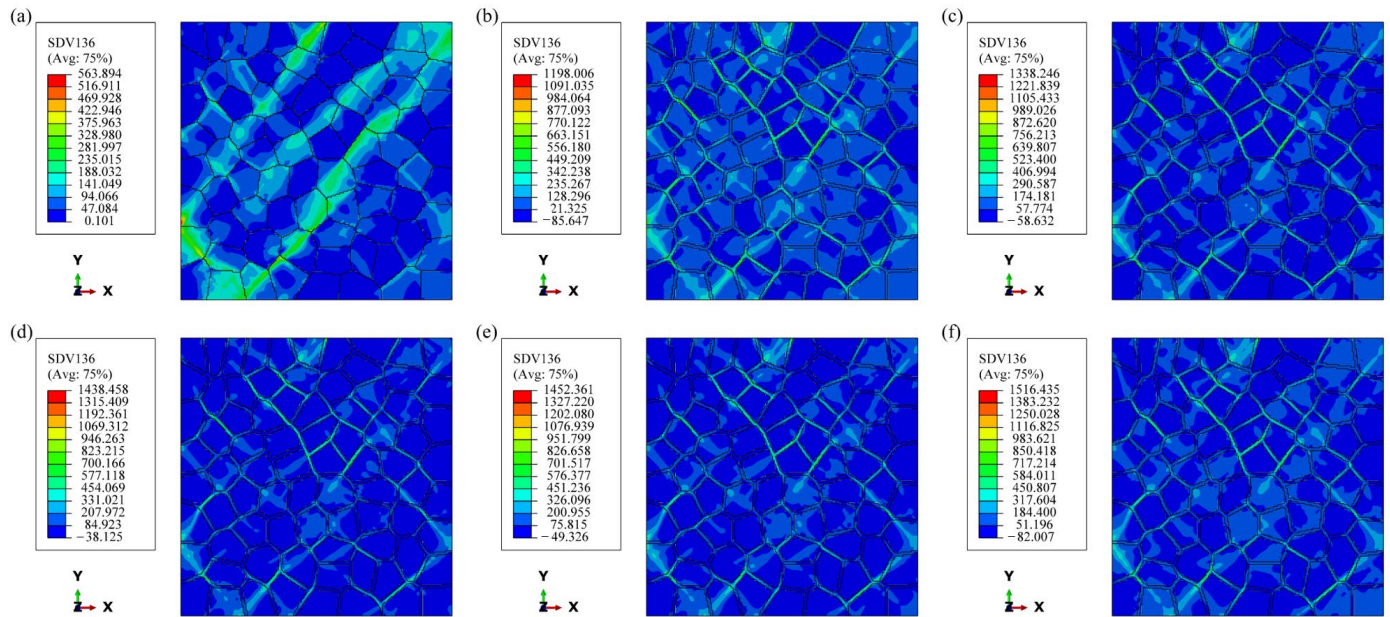 (a)
SDV136
(Avg: 75%)
563.894
516.911
469.928
422.946
375.963
328.980
281.997
235.015
188.032
141.049
94.066
47.084
0.101
Y
Z X
(b)
SDV136
(Avg: 75%)
1198.006
1091.035
984.064
877.093
770.122
663.151
556.180
449.209
342.238
235.267
128.296
21.325
−85.647
Y
Z X
(c)
SDV136
(Avg: 75%)
1338.246
1221.839
1105.433
989.026
872.620
756.213
639.807
523.400
406.994
290.587
174.181
57.774
−58.632
Y
Z X
(d)
SDV136
(Avg: 75%)
1438.458
1315.409
1192.361
1069.312
946.263
823.215
700.166
577.118
454.069
331.021
207.972
84.923
−38.125
Y
Z X
(e)
SDV136
(Avg: 75%)
1452.361
1327.220
1202.080
1076.939
951.799
826.658
701.517
576.377
451.236
326.096
200.955
75.815
−49.326
Y
Z X
(f)
SDV136
(Avg: 75%)
1516.435
1383.232
1250.028
1116.825
983.621
850.418
717.214
584.011
450.807
317.604
184.400
51.196
−82.007
Y
Z X